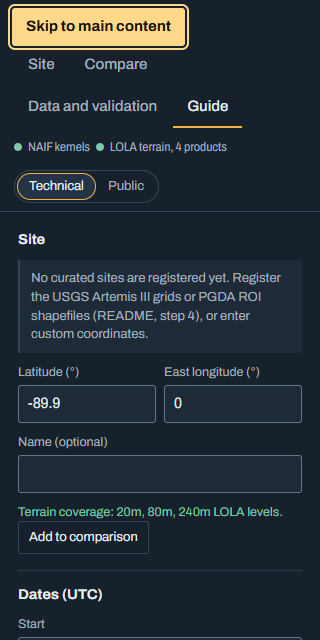 Skip to main content
Site Compare
Data and validation Guide
NAIF kernels LOLA terrain, 4 products
Technical Public
Site
No curated sites are registered yet. Register
the USGS Artemis III grids or PGDA ROI
shapefiles (README, step 4), or enter
custom coordinates.
Latitude (°) East longitude (°)
-89.9 0
Name (optional)
Terrain coverage: 20m, 80m, 240m LOLA levels.
Add to comparison
Dates (UTC)
Start